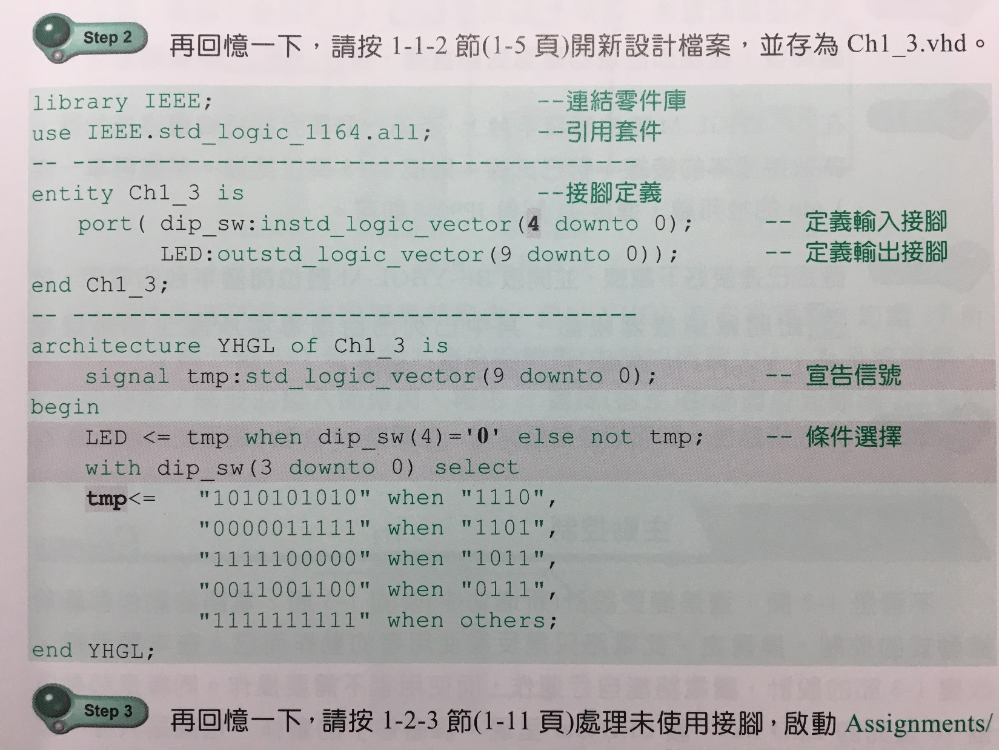 Step 2 再回憶一下，請按 1-1-2 節(1-5 頁)開新設計檔案，並存為 Ch1_3.vhd。
library IEEE; --連結零件庫
use IEEE.std_logic_1164.all; --引用套件
-- --------------------------------------
entity Ch1_3 is --接腳定義
port( dip_sw:instd_logic_vector(4 downto 0); -- 定義輸入接腳
LED:outstd_logic_vector(9 downto 0)); -- 定義輸出接腳
end Ch1_3;
-- --------------------------------------
architecture YHGL of Ch1_3 is
signal tmp:std_logic_vector(9 downto 0); -- 宣告信號
begin
LED <= tmp when dip_sw(4)='0' else not tmp; -- 條件選擇
with dip_sw(3 downto 0) select
tmp<= "1010101010" when "1110",
"0000011111" when "1101",
"1111100000" when "1011",
"0011001100" when "0111",
"1111111111" when others;
end YHGL;
Step 3 再回憶一下，請按 1-2-3 節(1-11 頁)處理未使用接腳，啟動 Assignments/